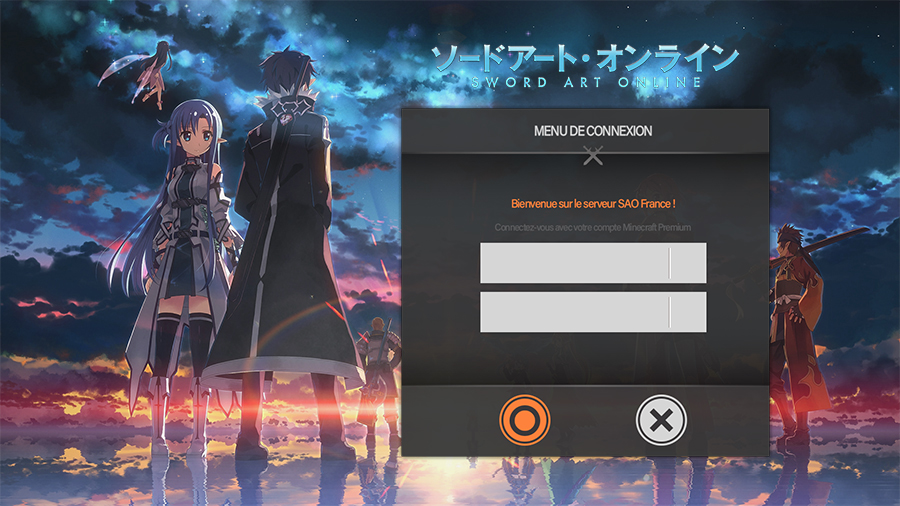 ソードアート・オンライン
SWORD ART ONLINE
MENU DE CONNEXION
Bienvenue sur le serveur SAO France !
Connectez-vous avec votre compte Minecraft Premium